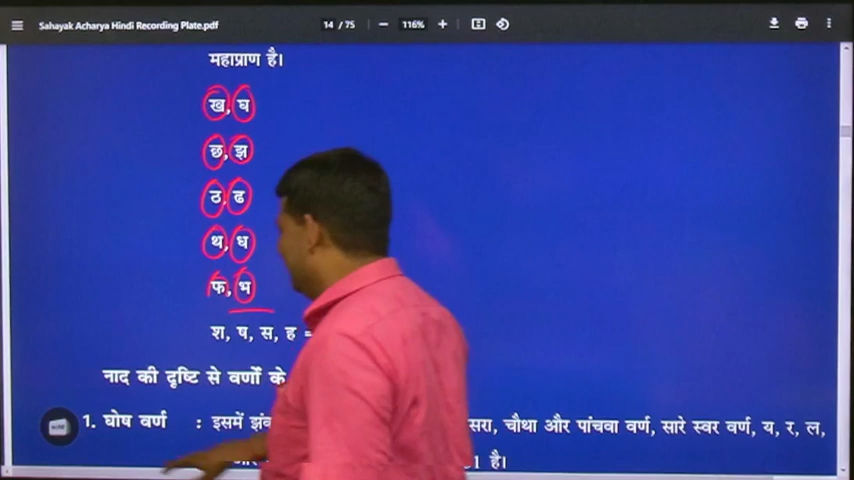 Sahayak Acharya Hindi Recording Plate.pdf
14 / 75
116%
महाप्राण है।
ख, घ
छ, झ
ठ, ढ
थ, ध
फ, भ
श, ष, स, ह =
नाद की दृष्टि से वर्णों के
1. घोष वर्ण : इसमें चौथा और पांचवा वर्ण, सारे स्वर वर्ण, य, र, ल,
है।